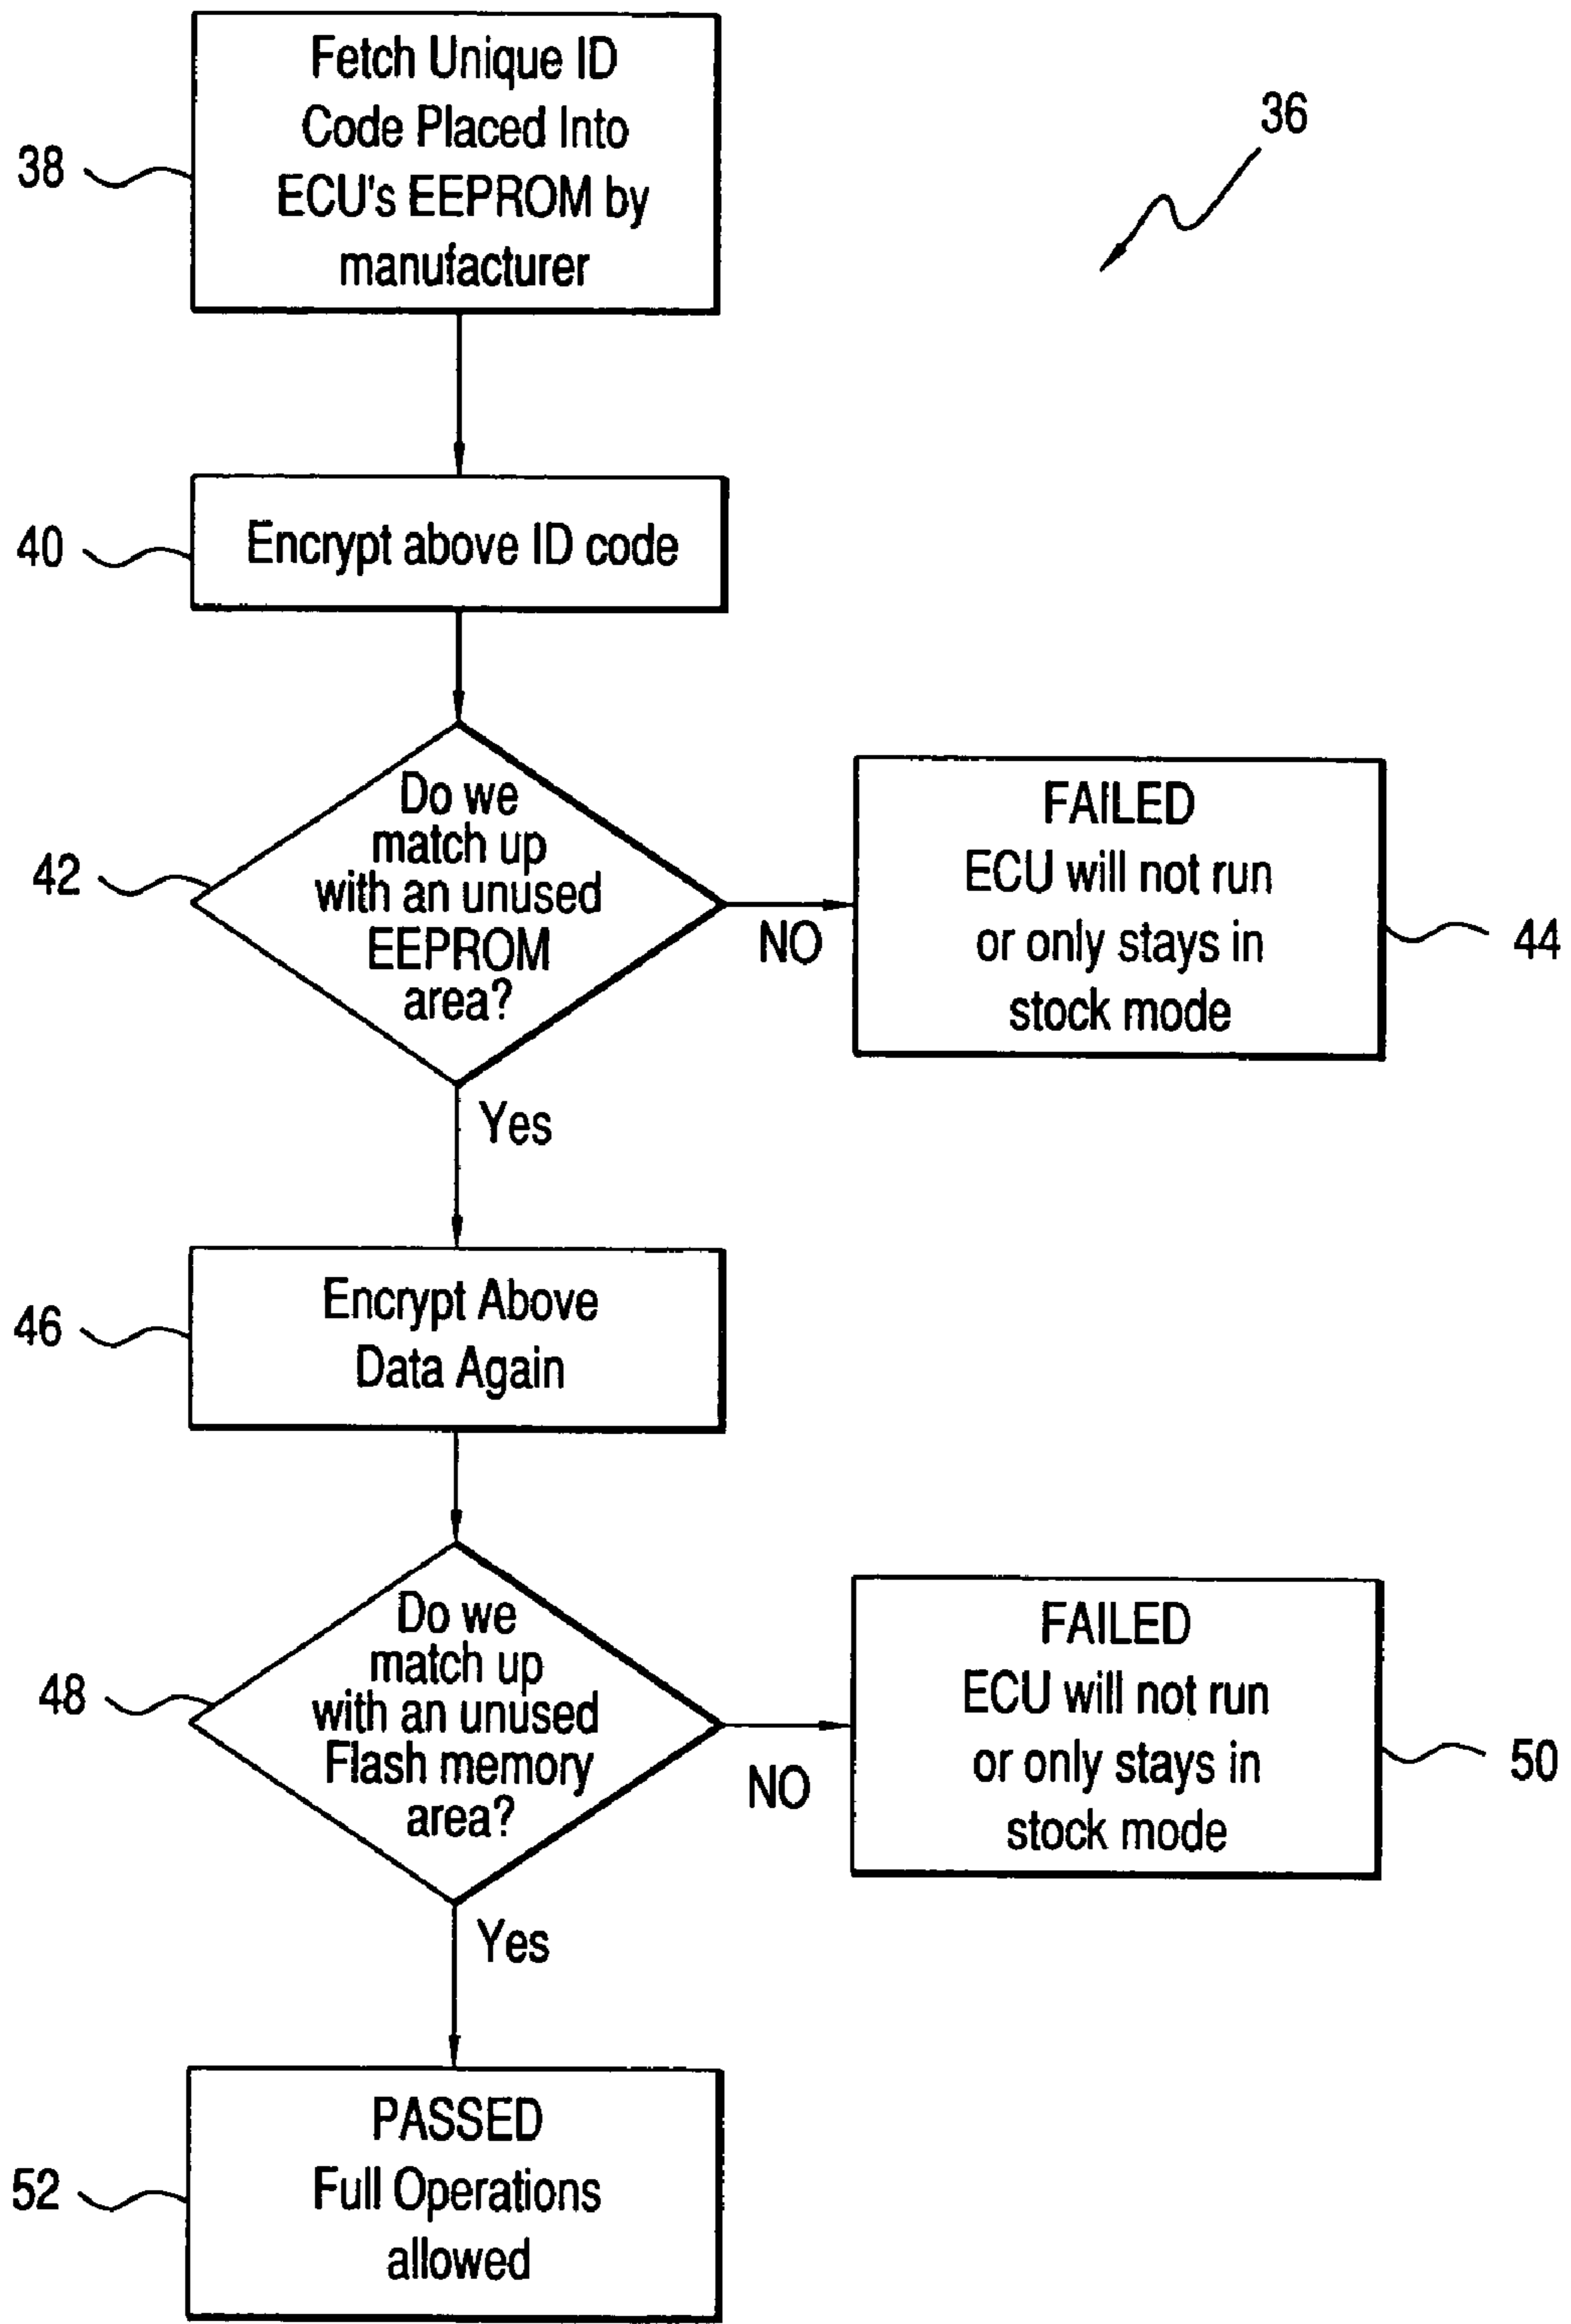 Fetch Unique ID
Code Placed Into
ECU's EEPROM by
manufacturer
38
36
Encrypt above ID code
40
Do we
match up
with an unused
EEPROM
area?
42
NO
FAILED
ECU will not run
or only stays in
stock mode
44
Yes
Encrypt Above
Data Again
46
Do we
match up
with an unused
Flash memory
area?
48
NO
FAILED
ECU will not run
or only stays in
stock mode
50
Yes
PASSED
Full Operations
allowed
52